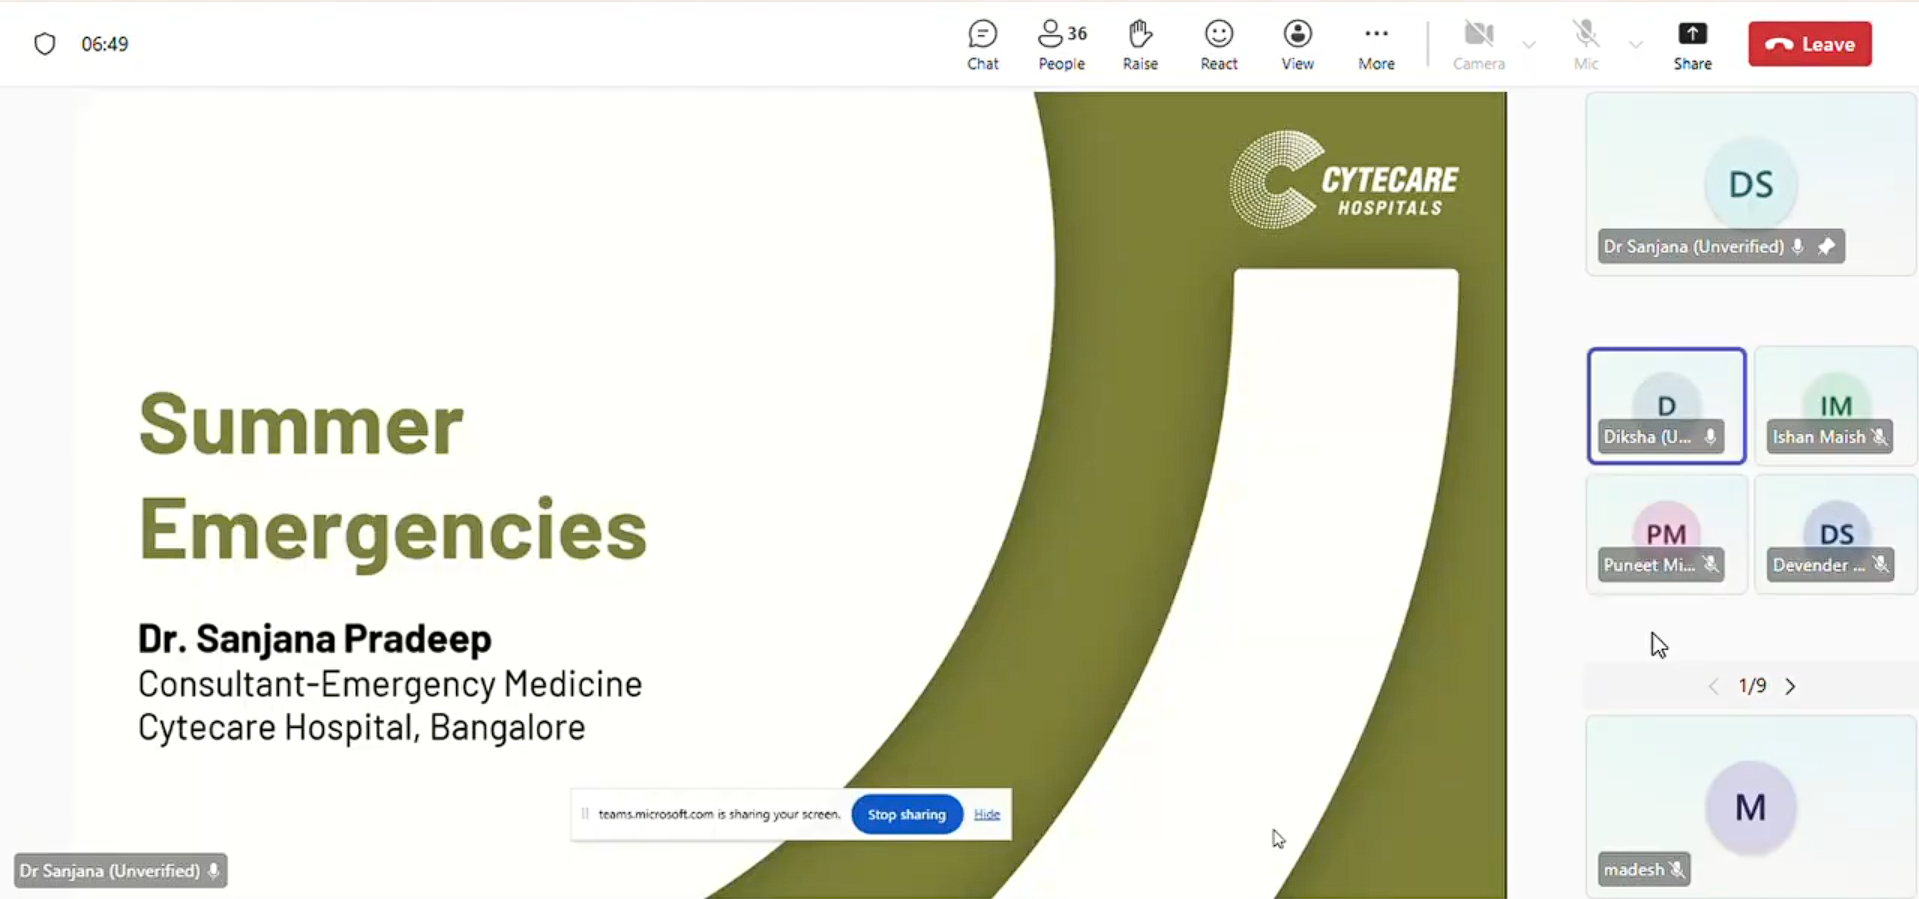 06:49
Chat
36
People
Raise
React
View
More
Camera
Mic
Share
Leave
CYTECARE
HOSPITALS
Summer
Emergencies
Dr. Sanjana Pradeep
Consultant-Emergency Medicine
Cytecare Hospital, Bangalore
teams.microsoft.com is sharing your screen.
Stop sharing
Hide
Dr Sanjana (Unverified)
DS
Dr Sanjana (Unverified)
D
Diksha (U...
IM
Ishan Maish
PM
Puneet Mi...
DS
Devender ...
1/9
M
madesh